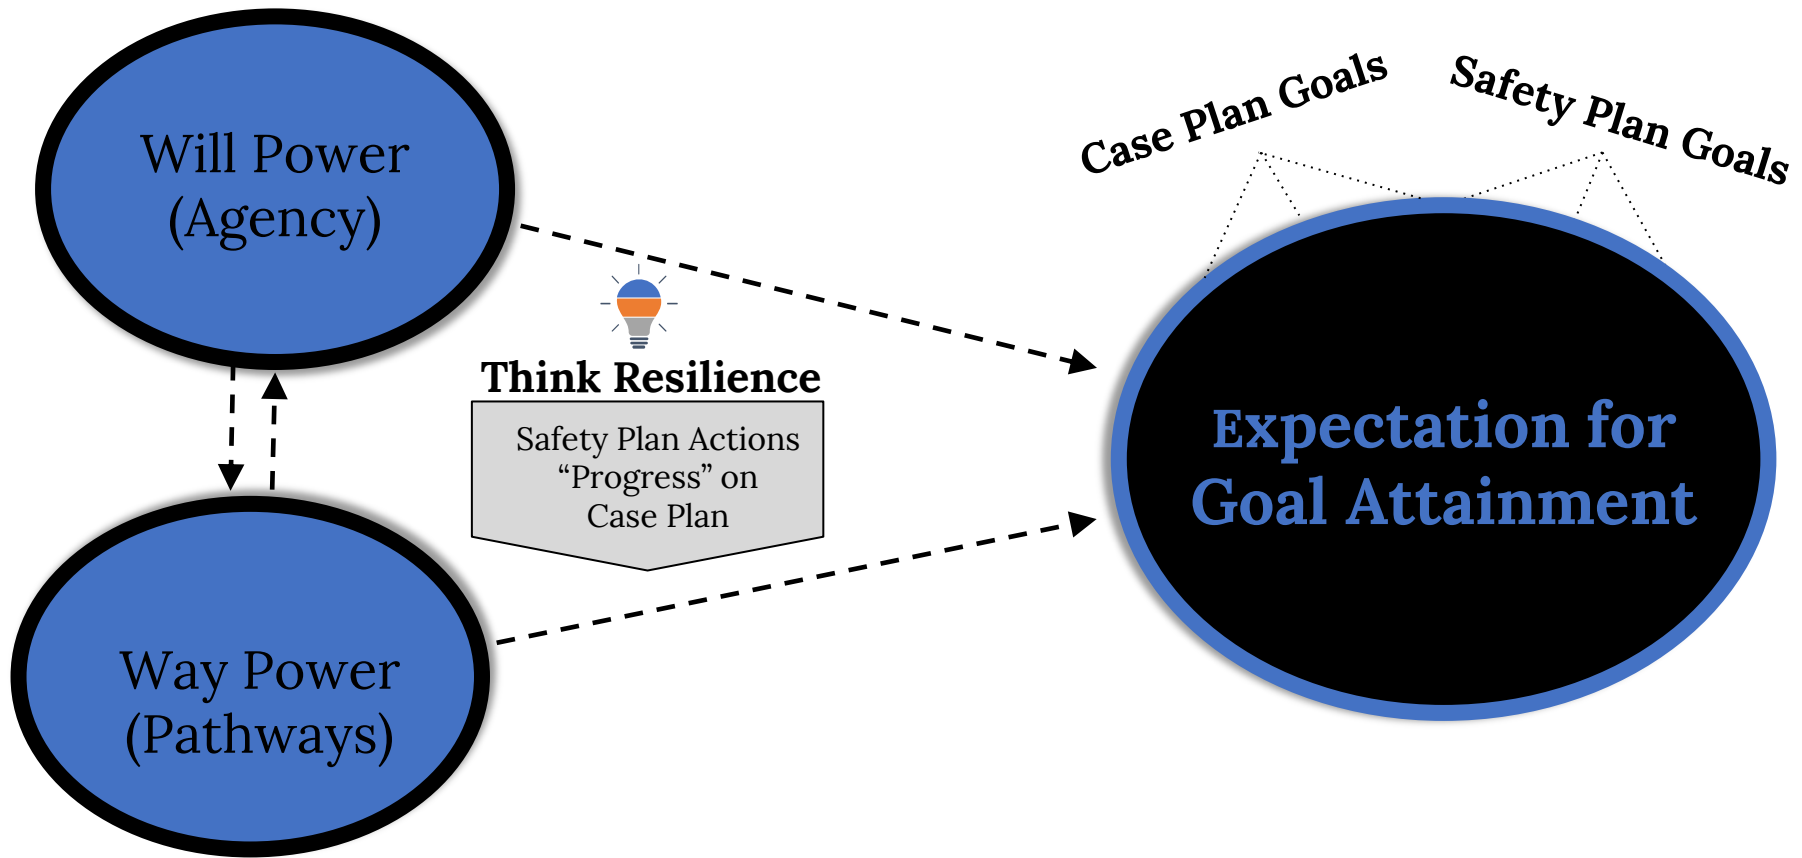 Will Power
(Agency)
Case Plan Goals
Safety Plan Goals
Think Resilience
Safety Plan Actions
“Progress” on
Case Plan
Expectation for
Goal Attainment
Way Power
(Pathways)